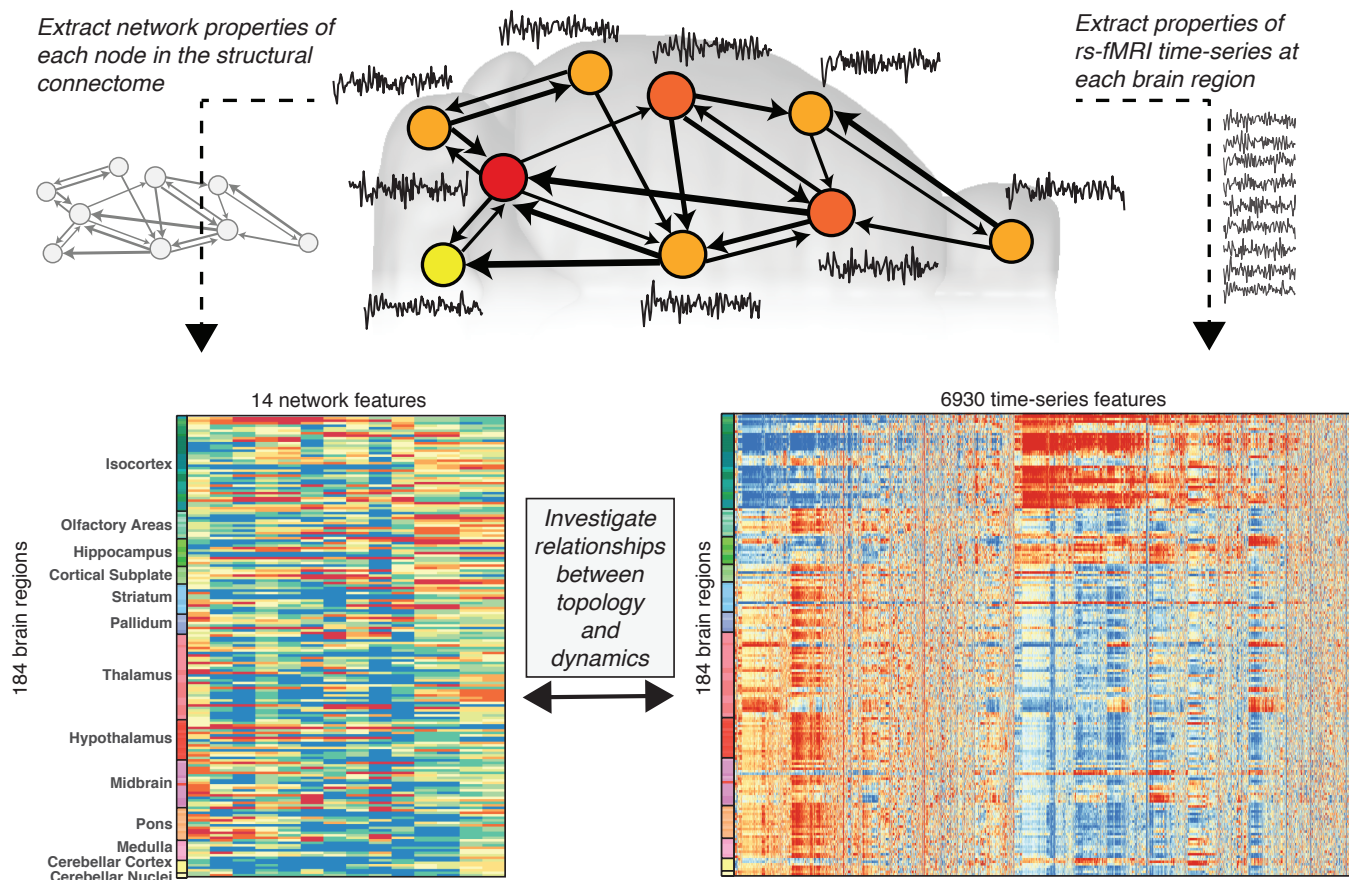 Extract network properties of
each node in the structural
connectome
Extract properties of
rs-fMRI time-series at
each brain region
14 network features
6930 time-series features
184 brain regions
Isocortex
Olfactory Areas
Hippocampus
Cortical Subplate
Striatum
Pallidum
Thalamus
Hypothalamus
Midbrain
Pons
Medulla
Cerebellar Cortex
Cerebellar Nuclei
Investigate
relationships
between
topology
and
dynamics
184 brain regions